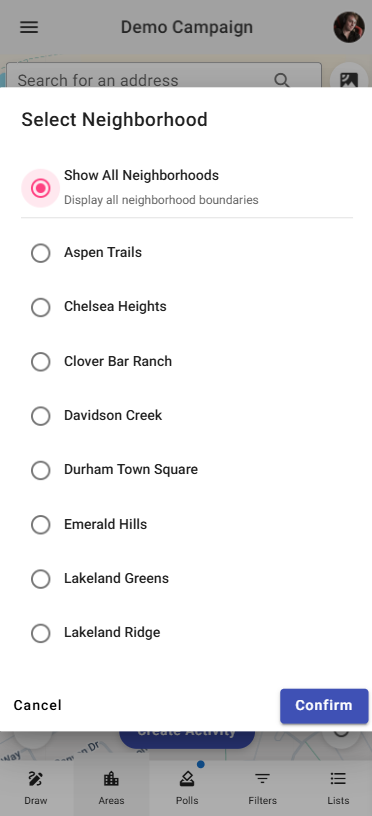 Demo Campaign
Search for an address
Select Neighborhood
Show All Neighborhoods
Display all neighborhood boundaries
Aspen Trails
Chelsea Heights
Clover Bar Ranch
Davidson Creek
Durham Town Square
Emerald Hills
Lakeland Greens
Lakeland Ridge
Cancel
Confirm
Create Activity
Way
Dr
Draw
Areas
Polls
Filters
Lists